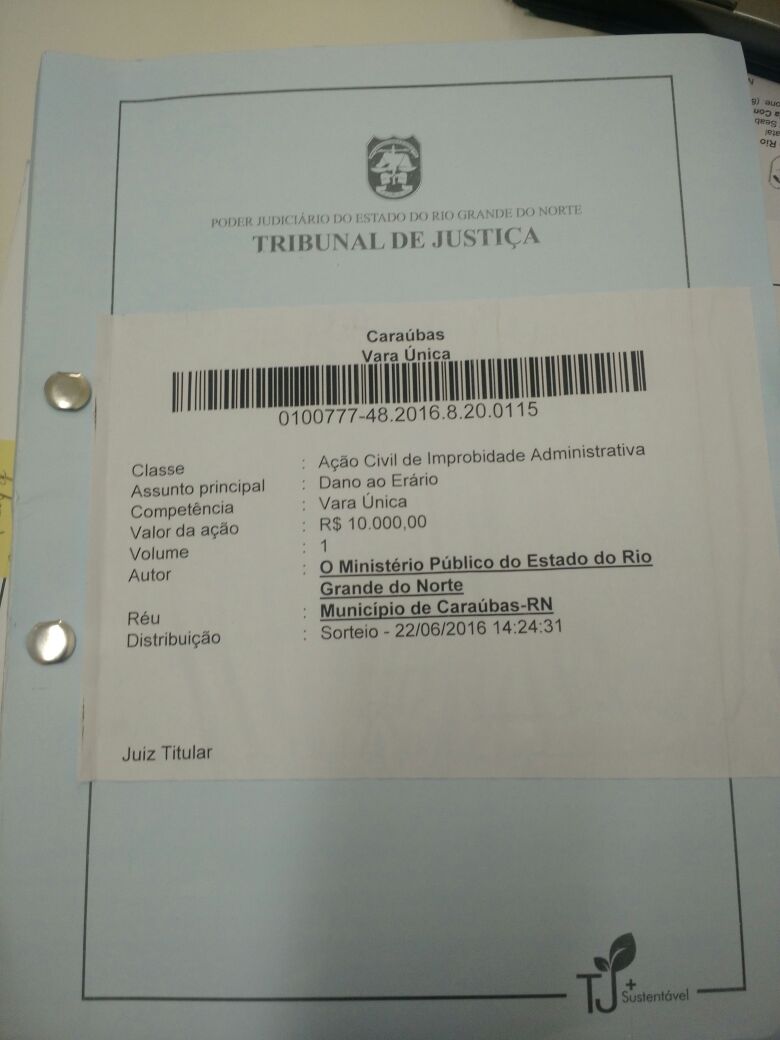 PODER JUDICIÁRIO DO ESTADO DO RIO GRANDE DO NORTE
TRIBUNAL DE JUSTIÇA
Caraúbas
Vara Única
0100777-48.2016.8.20.0115
Classe : Ação Civil de Improbidade Administrativa
Assunto principal : Dano ao Erário
Competência : Vara Única
Valor da ação : R$ 10.000,00
Volume : 1
Autor : O Ministério Público do Estado do Rio
Grande do Norte
Réu : Município de Caraúbas-RN
Distribuição : Sorteio - 22/06/2016 14:24:31
Juiz Titular
TJ+
Sustentável
Rio